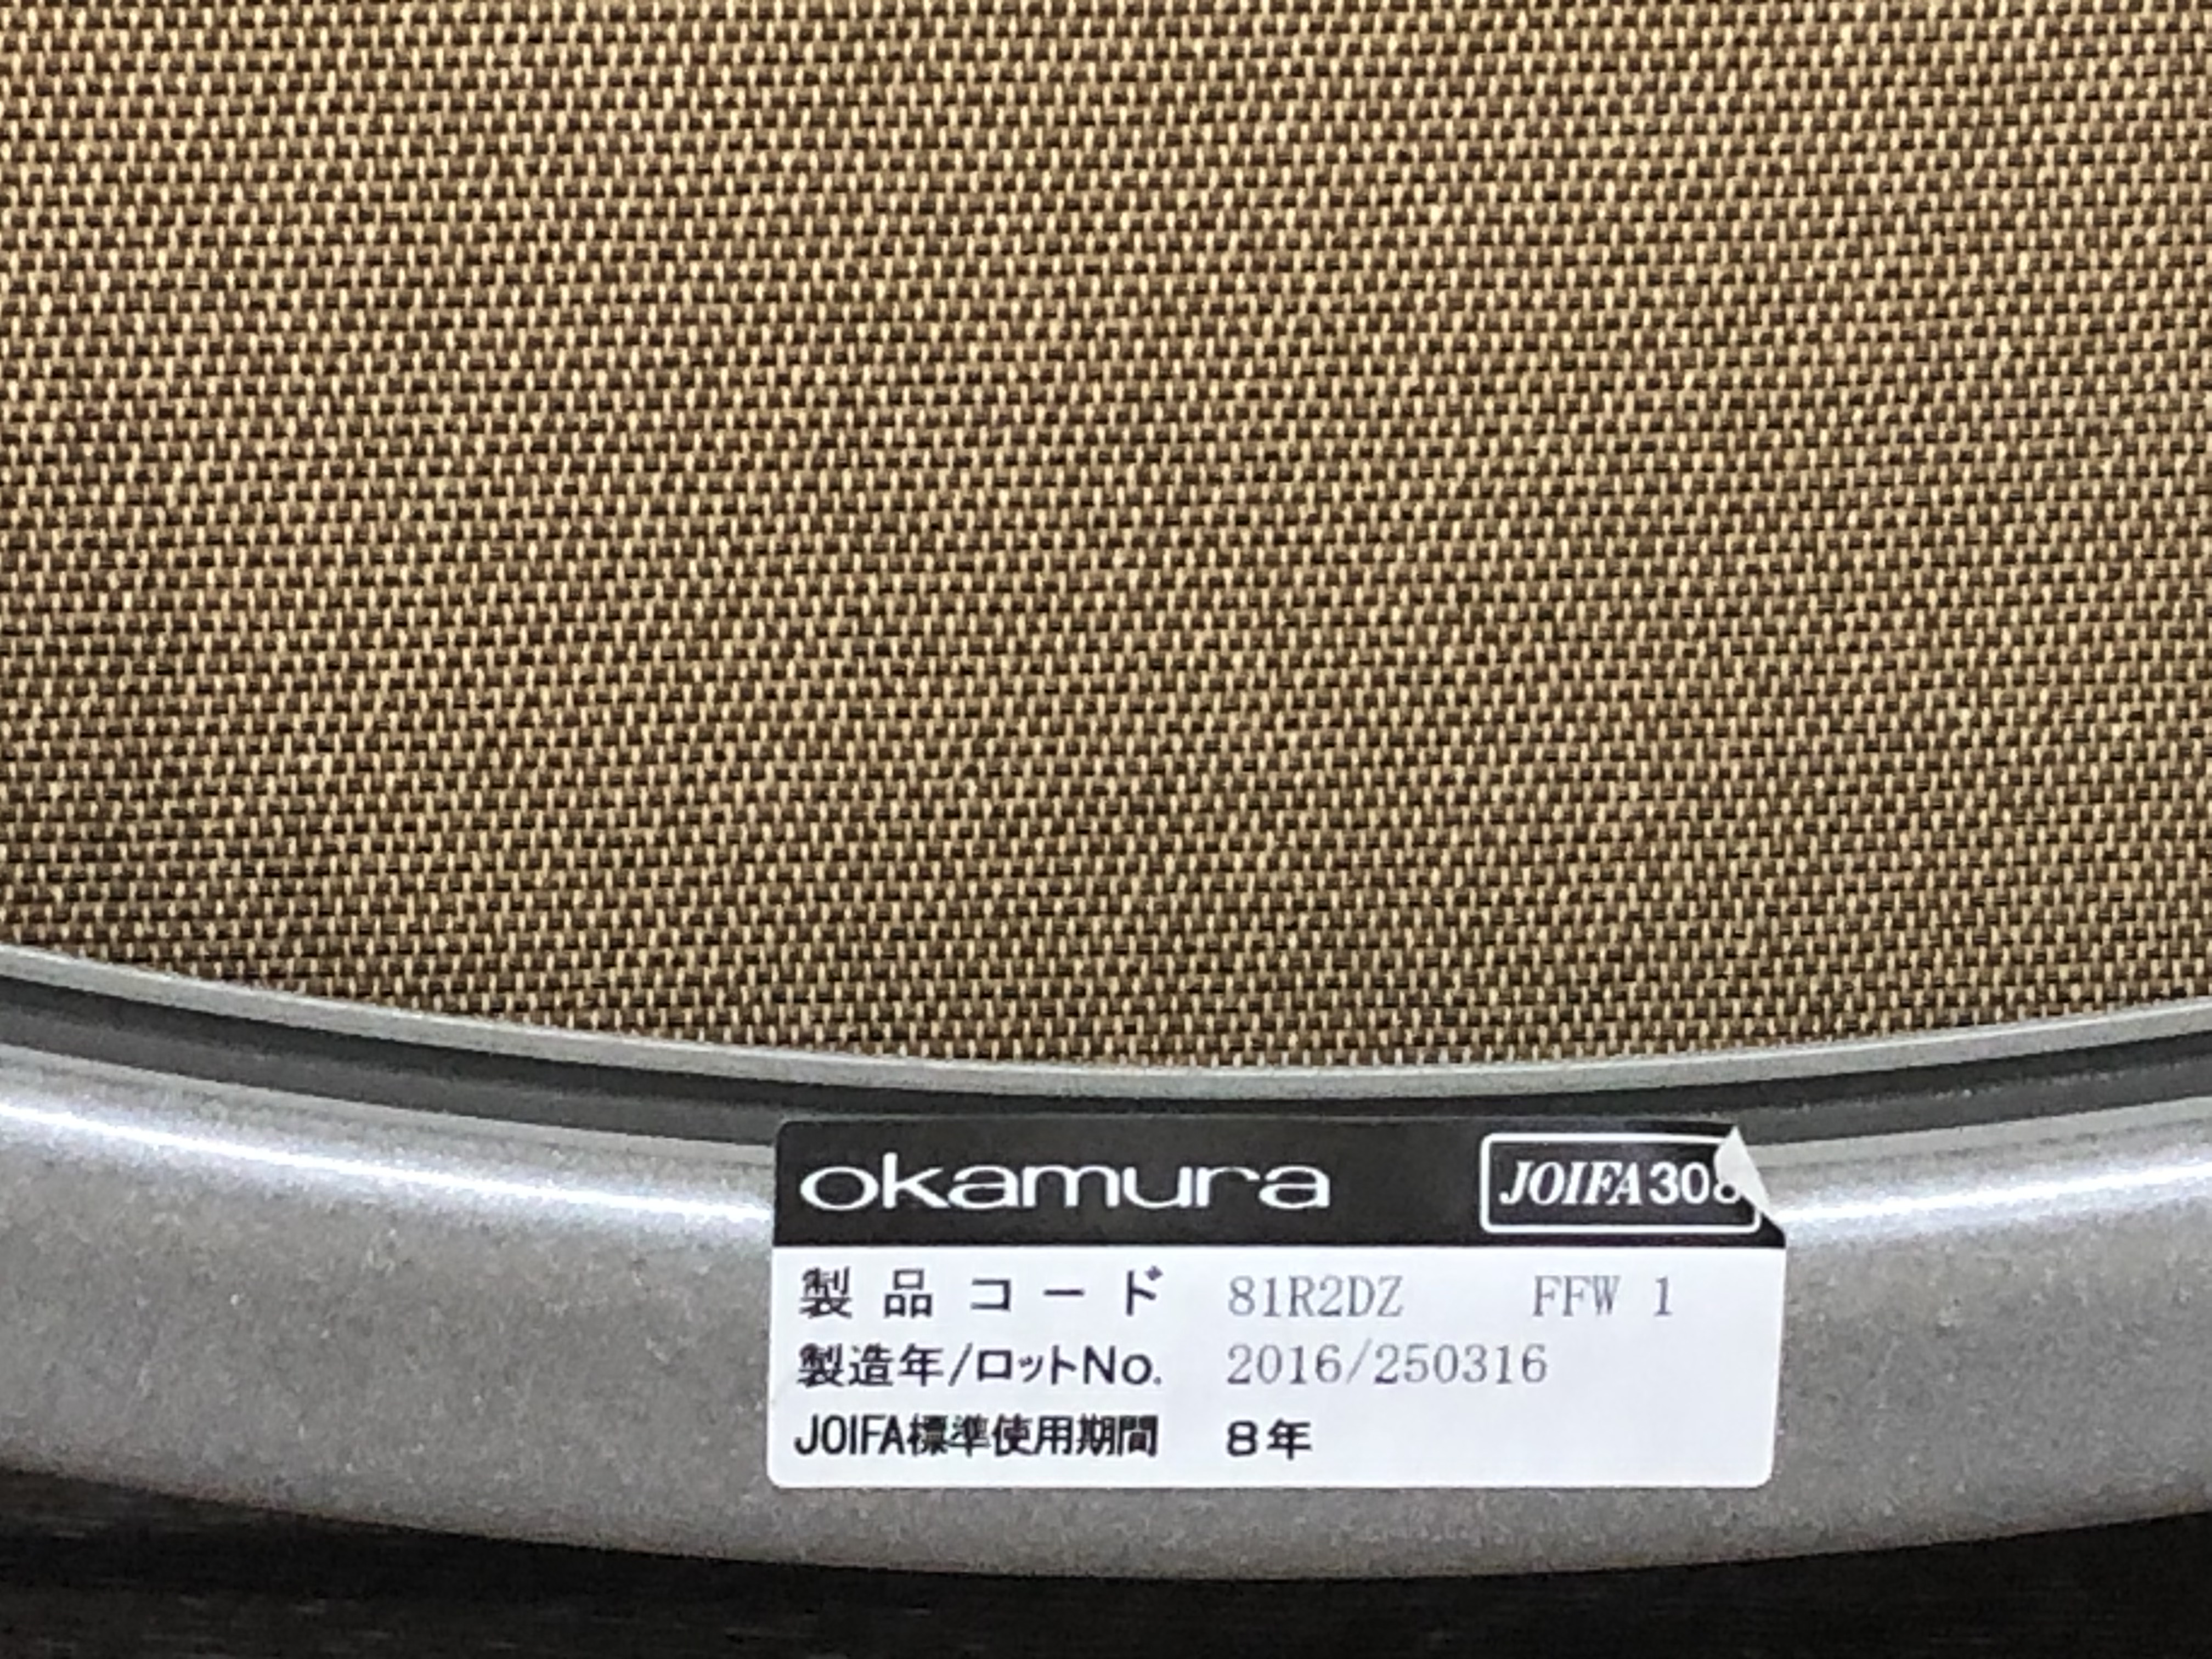 okamura
JOIFA308
製品コード 81R2DZ FFW 1
製造年/ロットNo. 2016/250316
JOIFA標準使用期間 8年